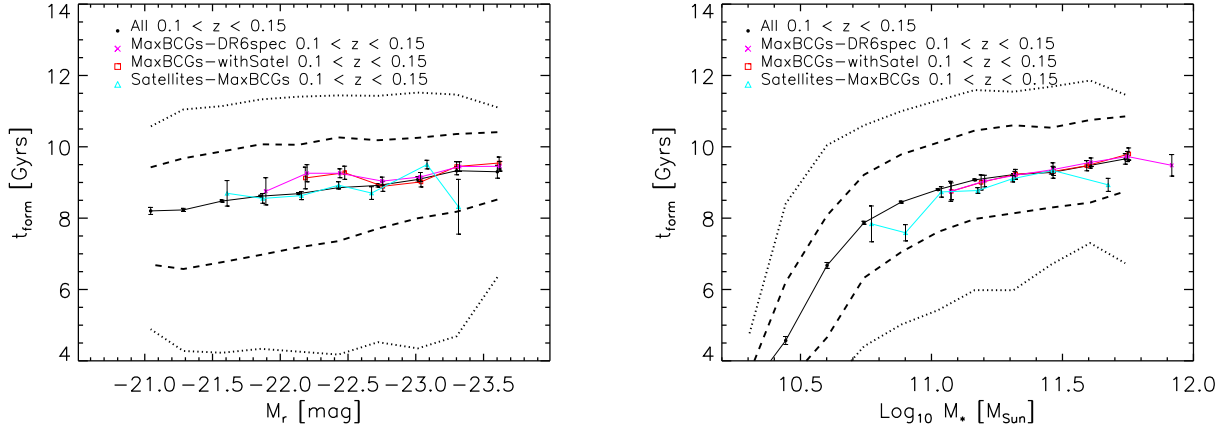 All 0.1 < z < 0.15
MaxBCGs-DR6spec 0.1 < z < 0.15
MaxBCGs-withSatel 0.1 < z < 0.15
Satellites-MaxBCGs 0.1 < z < 0.15
14
12
10
8
6
4
t_form [Gyrs]
-21.0 -21.5 -22.0 -22.5 -23.0 -23.5
M_r [mag]
All 0.1 < z < 0.15
MaxBCGs-DR6spec 0.1 < z < 0.15
MaxBCGs-withSatel 0.1 < z < 0.15
Satellites-MaxBCGs 0.1 < z < 0.15
14
12
10
8
6
4
t_form [Gyrs]
10.5 11.0 11.5 12.0
Log_10 M_* [M_Sun]